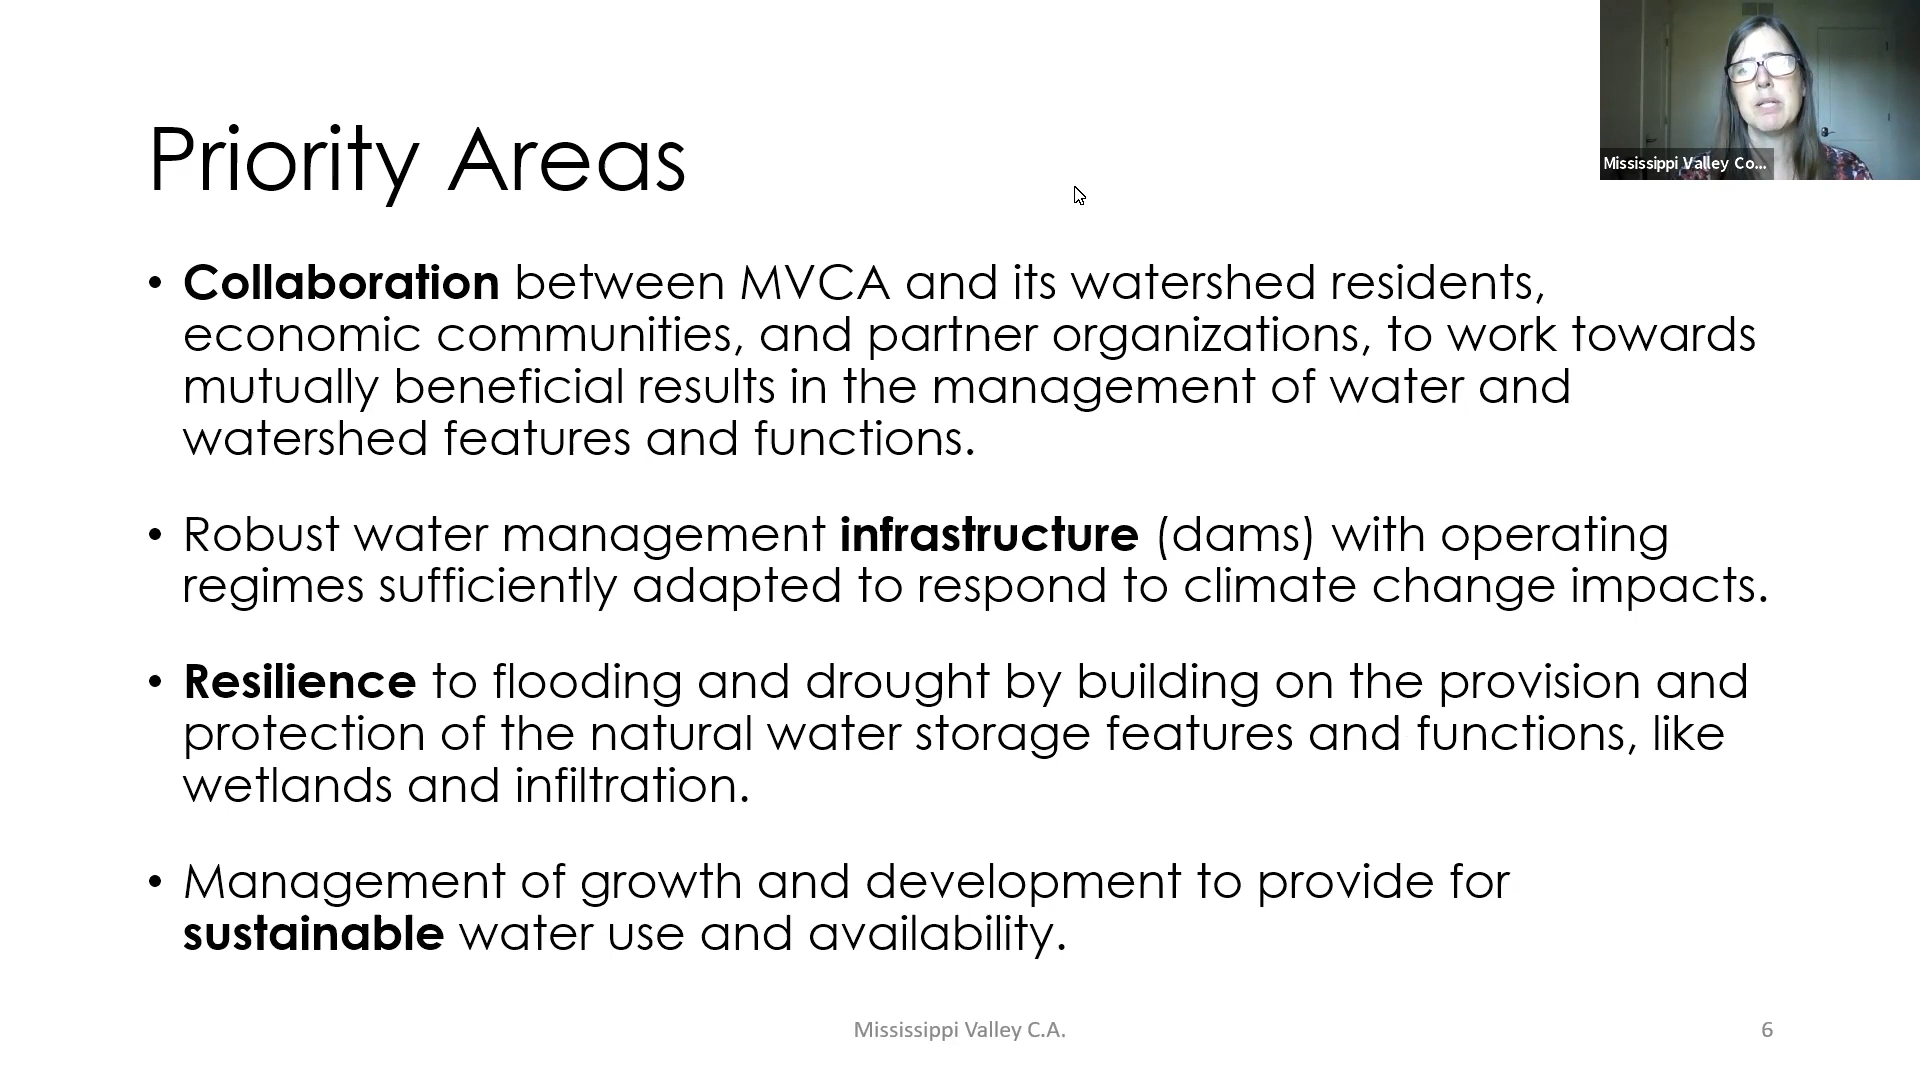 Priority Areas
Mississippi Valley Co...
• Collaboration between MVCA and its watershed residents,
economic communities, and partner organizations, to work towards
mutually beneficial results in the management of water and
watershed features and functions.
• Robust water management infrastructure (dams) with operating
regimes sufficiently adapted to respond to climate change impacts.
• Resilience to flooding and drought by building on the provision and
protection of the natural water storage features and functions, like
wetlands and infiltration.
• Management of growth and development to provide for
sustainable water use and availability.
Mississippi Valley C.A.
6